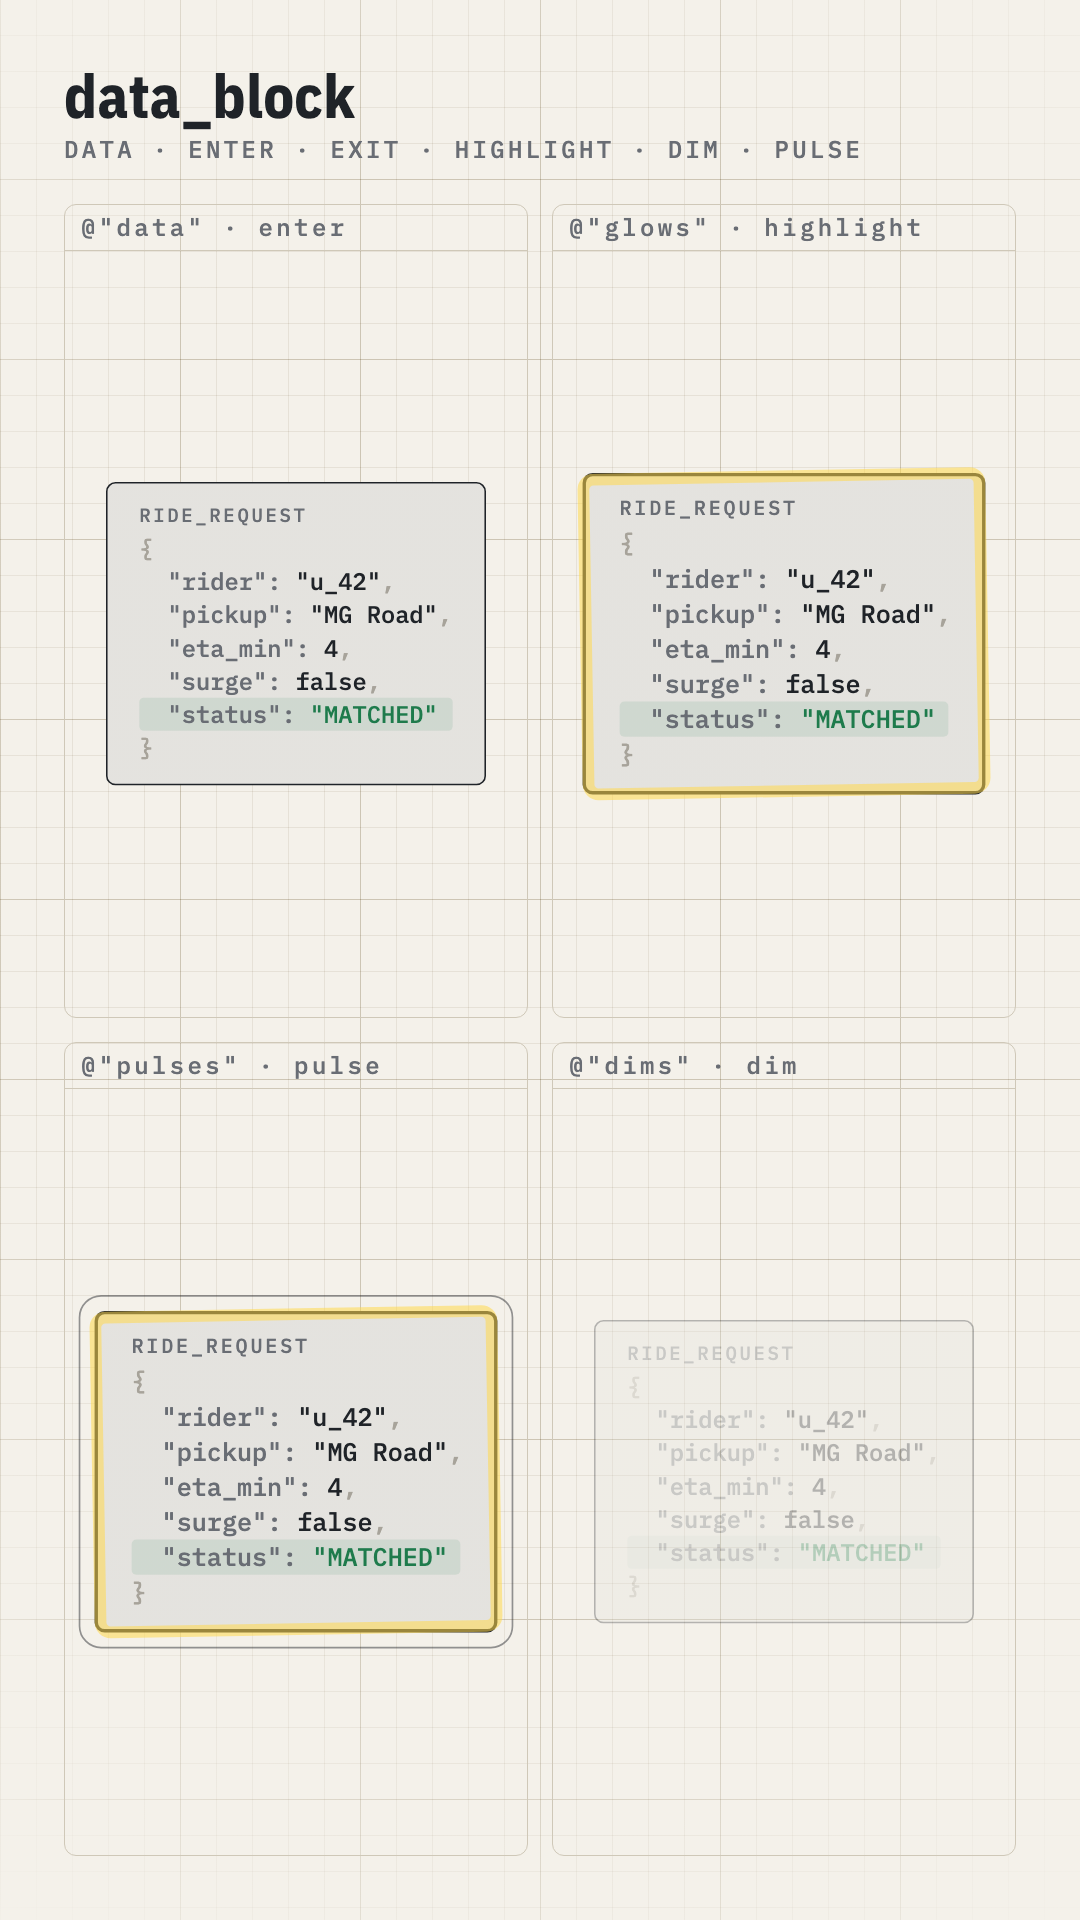 data_block
DATA · ENTER · EXIT · HIGHLIGHT · DIM · PULSE
@"data" · enter
RIDE_REQUEST
{
"rider": "u_42",
"pickup": "MG Road",
"eta_min": 4,
"surge": false,
"status": "MATCHED"
}
@"glows" · highlight
RIDE_REQUEST
{
"rider": "u_42",
"pickup": "MG Road",
"eta_min": 4,
"surge": false,
"status": "MATCHED"
}
@"pulses" · pulse
RIDE_REQUEST
{
"rider": "u_42",
"pickup": "MG Road",
"eta_min": 4,
"surge": false,
"status": "MATCHED"
}
@"dims" · dim
RIDE_REQUEST
{
"rider": "u_42",
"pickup": "MG Road",
"eta_min": 4,
"surge": false,
"status": "MATCHED"
}